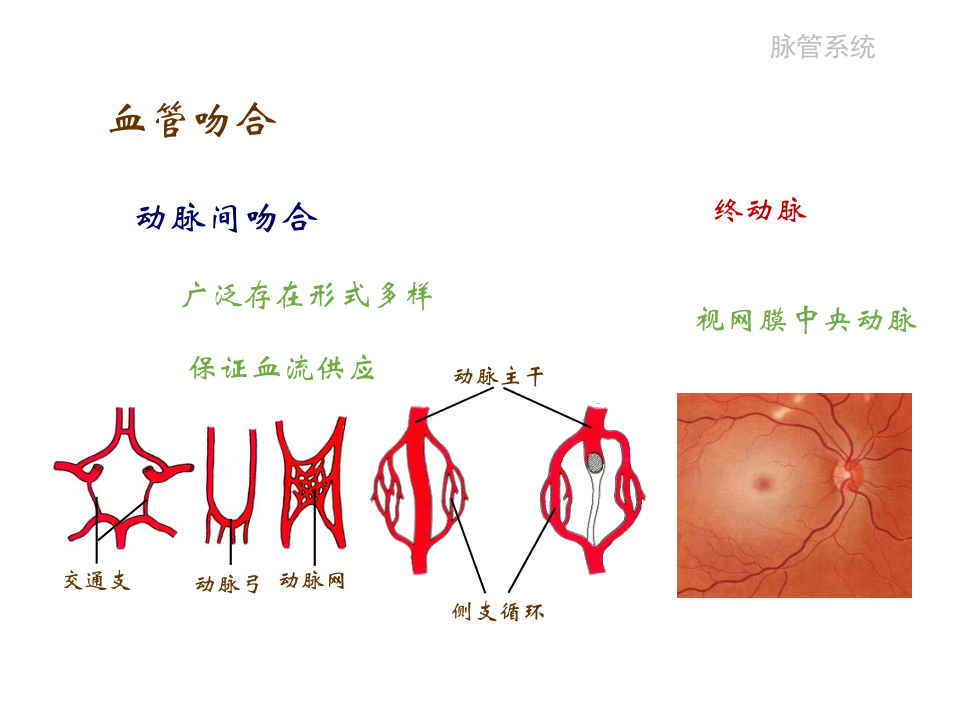 脉管系统
血管吻合
动脉间吻合
终动脉
广泛存在形式多样
视网膜中央动脉
保证血流供应
动脉主干
交通支
动脉弓
动脉网
侧支循环